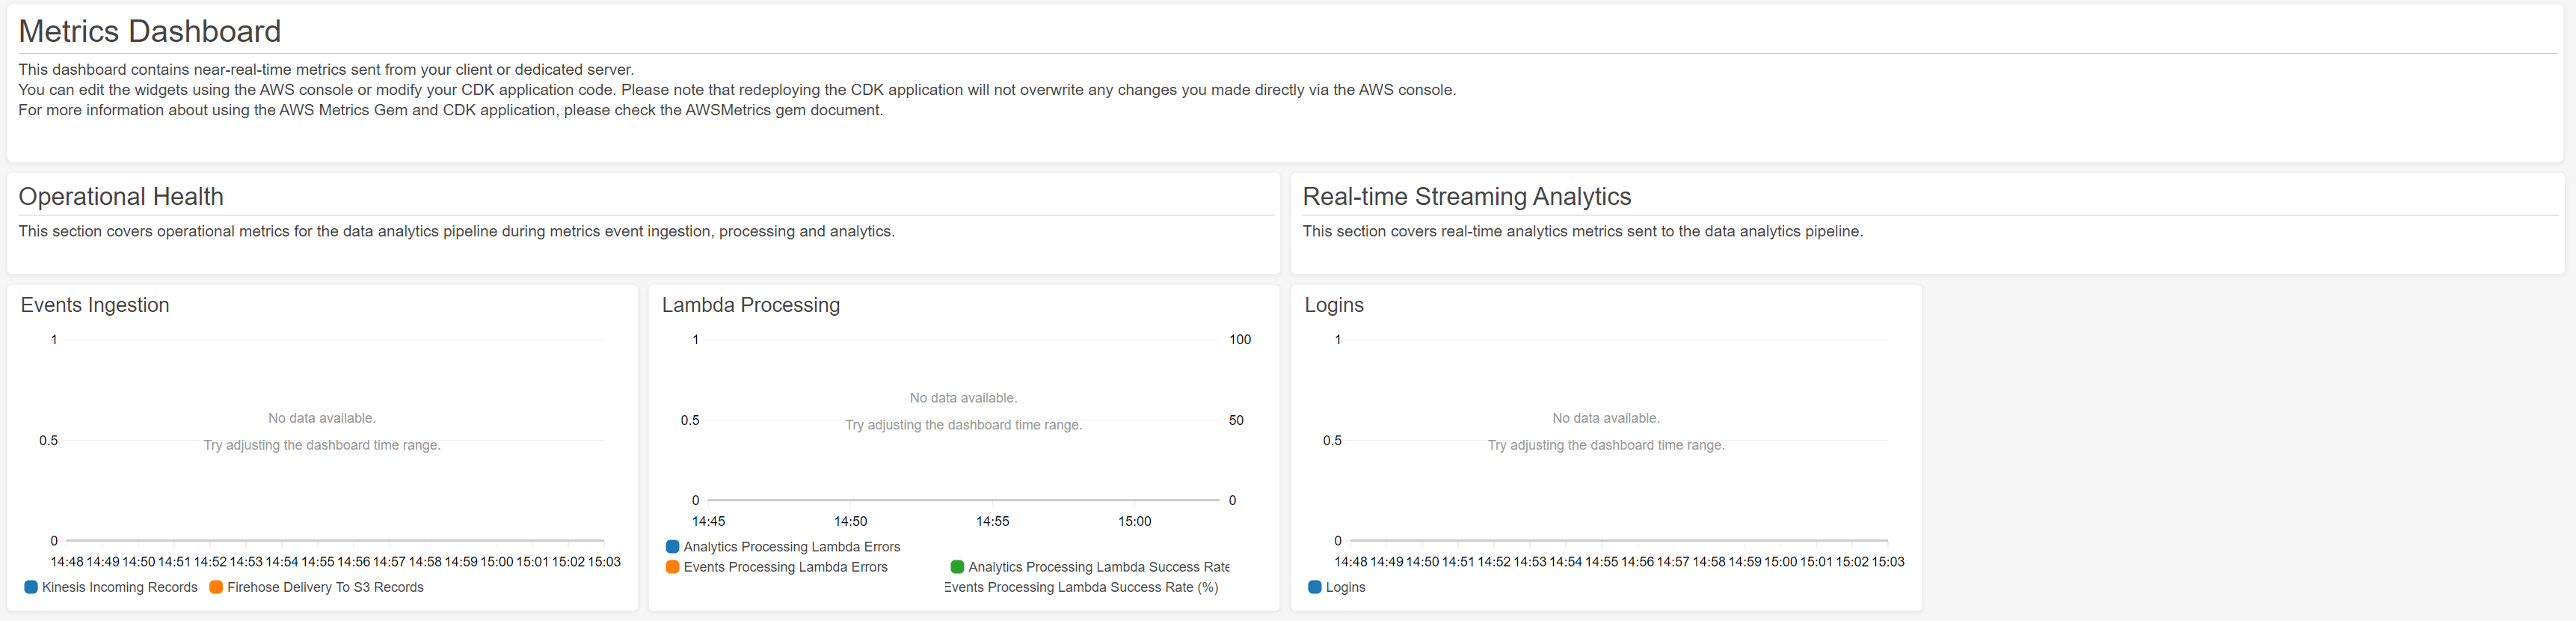 Metrics Dashboard
This dashboard contains near-real-time metrics sent from your client or dedicated server.
You can edit the widgets using the AWS console or modify your CDK application code. Please note that redeploying the CDK application will not overwrite any changes you made directly via the AWS console.
For more information about using the AWS Metrics Gem and CDK application, please check the AWSMetrics gem document.
Operational Health
This section covers operational metrics for the data analytics pipeline during metrics event ingestion, processing and analytics.
Real-time Streaming Analytics
This section covers real-time analytics metrics sent to the data analytics pipeline.
Events Ingestion
1
No data available.
0.5
Try adjusting the dashboard time range.
0
14:48 14:49 14:50 14:51 14:52 14:53 14:54 14:55 14:56 14:57 14:58 14:59 15:00 15:01 15:02 15:03
Kinesis Incoming Records Firehose Delivery To S3 Records
Lambda Processing
1 100
No data available.
0.5 50
Try adjusting the dashboard time range.
0 0
14:45 14:50 14:55 15:00
Analytics Processing Lambda Errors
Events Processing Lambda Errors Analytics Processing Lambda Success Rate
Events Processing Lambda Success Rate (%)
Logins
1
No data available.
0.5
Try adjusting the dashboard time range.
0
14:48 14:49 14:50 14:51 14:52 14:53 14:54 14:55 14:56 14:57 14:58 14:59 15:00 15:01 15:02 15:03
Logins